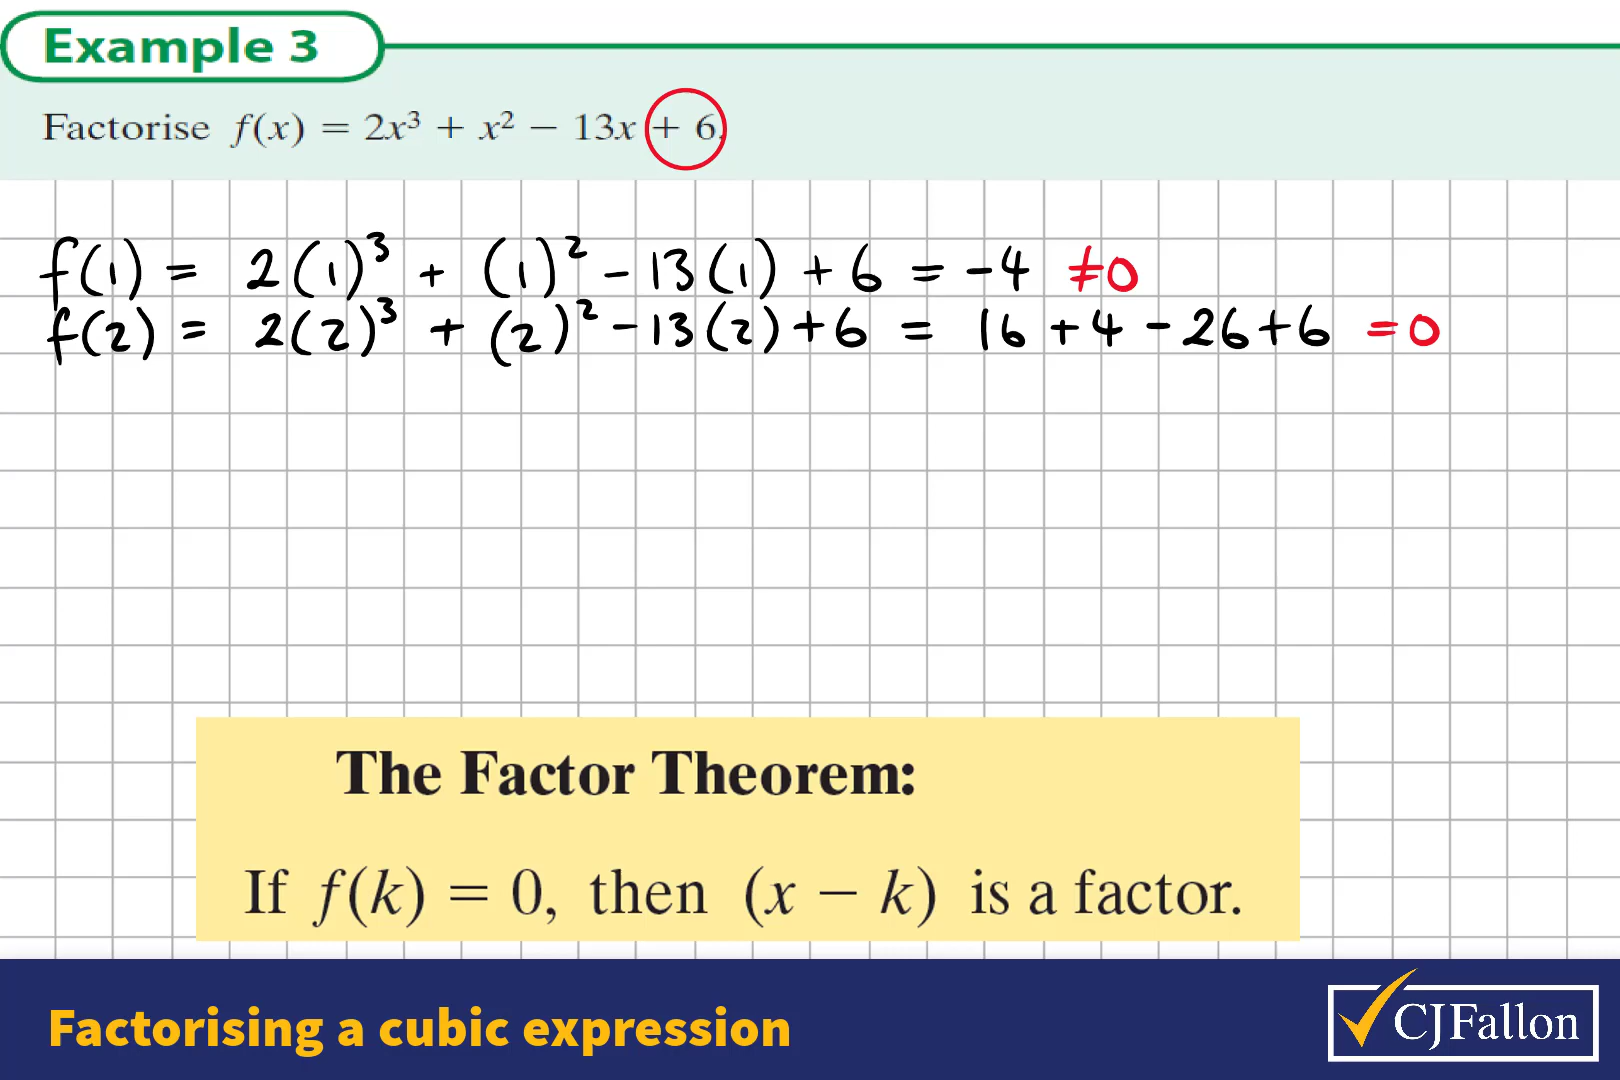 Example 3
Factorise f(x) = 2x³ + x² − 13x + 6.
f(1) = 2(1)³ + (1)² − 13(1) + 6 = −4 ≠0
f(2) = 2(2)³ + (2)² − 13(2) + 6 = 16 + 4 − 26 + 6 = 0
The Factor Theorem:
If f(k) = 0, then (x − k) is a factor.
Factorising a cubic expression
CJFallon